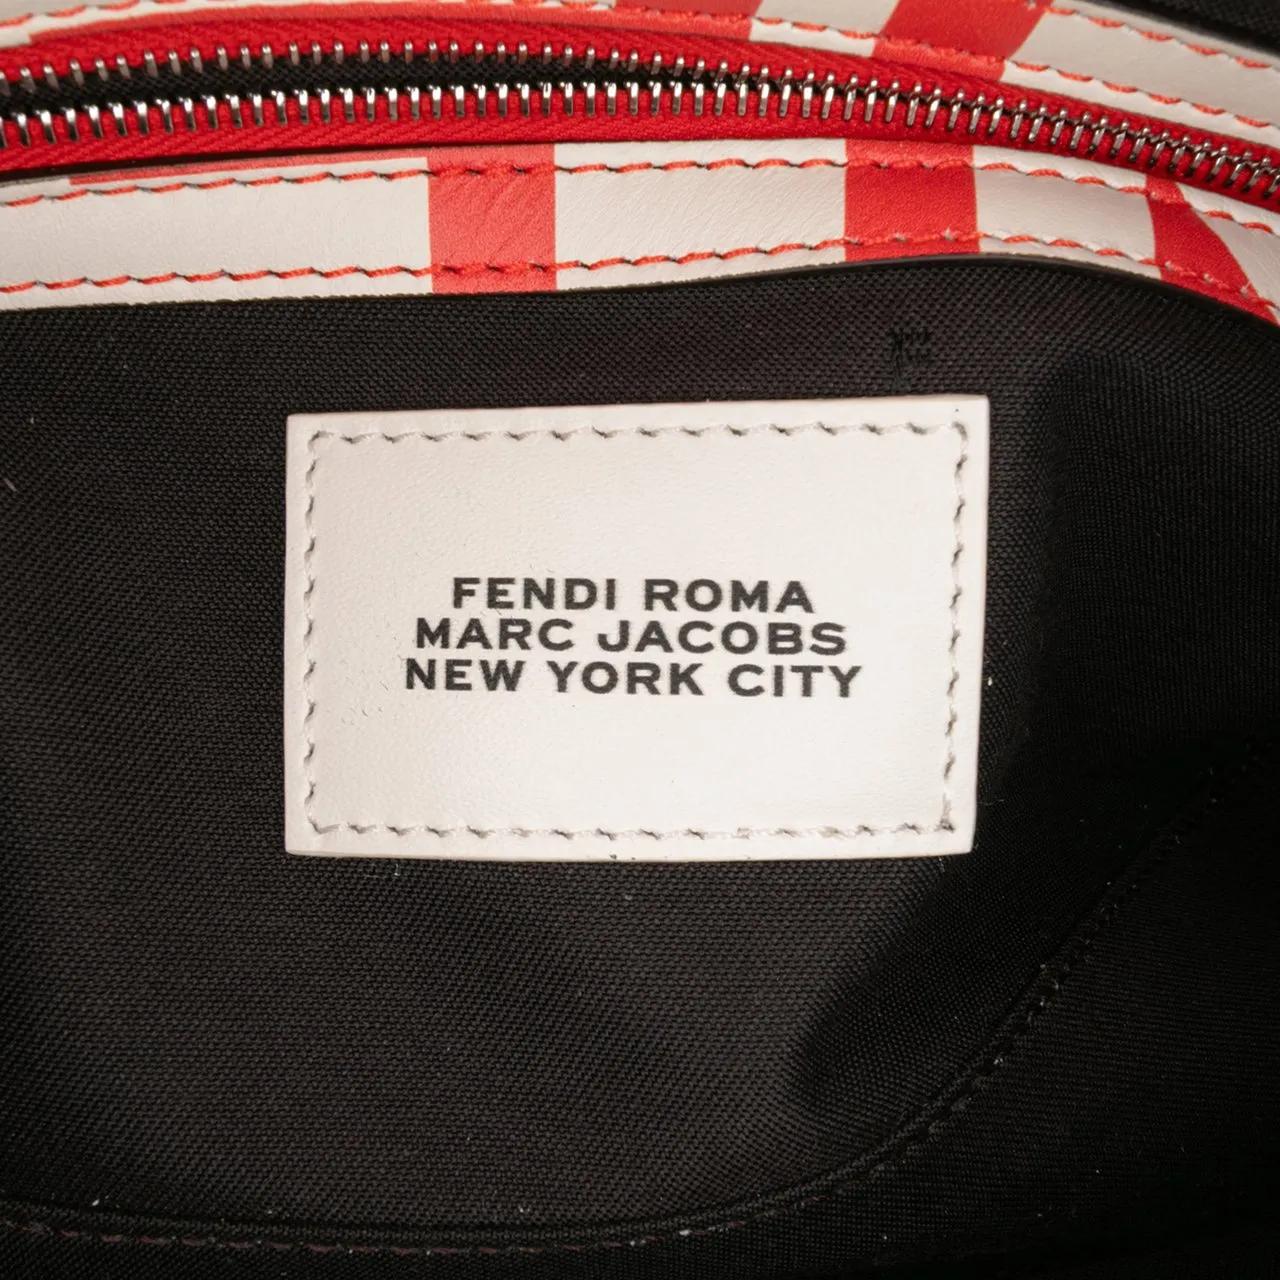 FENDI ROMA
MARC JACOBS
NEW YORK CITY